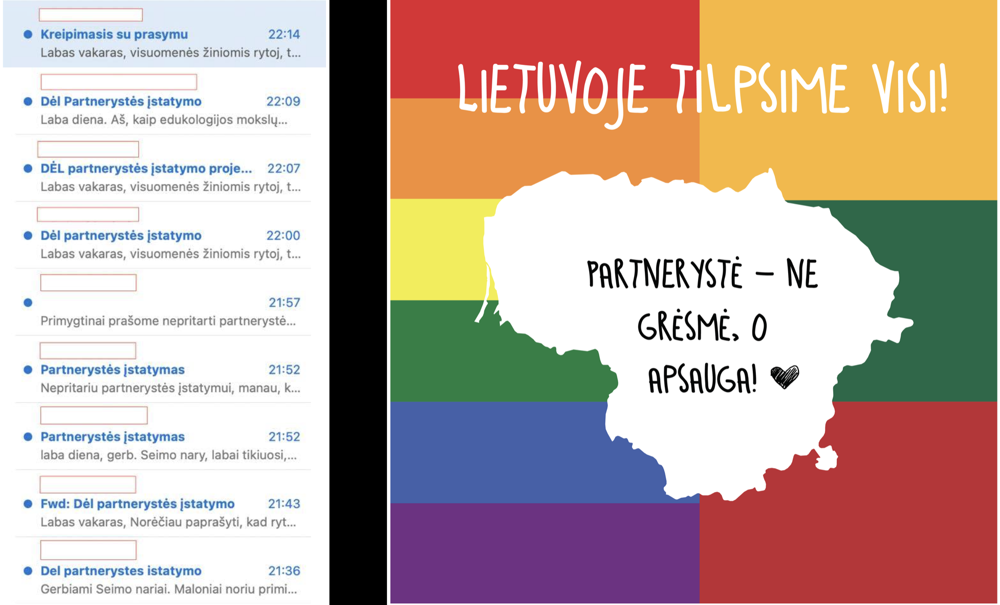 Kreipimasis su prasymu 22:14
Labas vakaras, visuomenės žiniomis rytoj, t...
Dėl Partnerystės įstatymo 22:09
Laba diena. Aš, kaip edukologijos mokslų...
DĖL partnerystės įstatymo proje... 22:07
Labas vakaras, visuomenės žiniomis rytoj, t...
Dėl partnerystės įstatymo 22:00
Labas vakaras, visuomenės žiniomis rytoj, t...
21:57
Primygtinai prašome nepritarti partnerystė...
Partnerystės įstatymas 21:52
Nepritariu partnerystės įstatymui, manau, k...
Partnerystės įstatymas 21:52
laba diena, gerb. Seimo nary, labai tikiuosi,...
Fwd: Dėl partnerystės įstatymo 21:43
Labas vakaras, Norėčiau paprašyti, kad ryt...
Del partnerystes istatymo 21:36
Gerbiami Seimo nariai. Maloniai noriu primi...
LIETUVOJE TILPSIME VISI!
PARTNERYSTĖ – NE
GRĖSMĖ, O
APSAUGA!